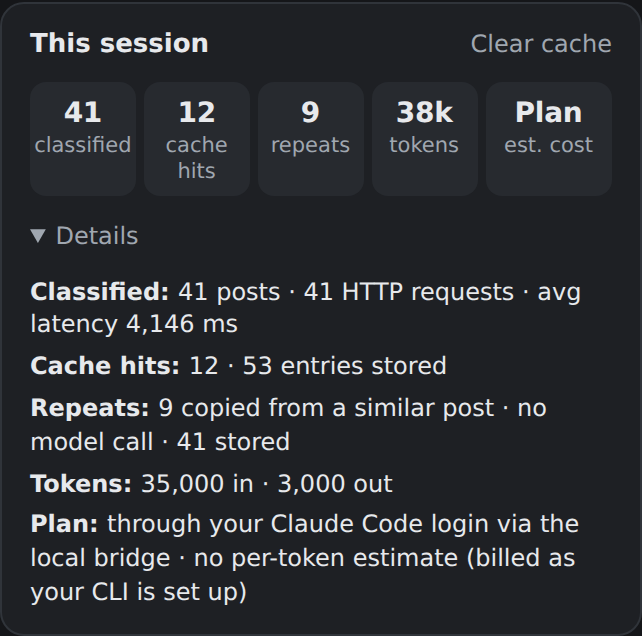 This session
Clear cache
41
classified
12
cache
hits
9
repeats
38k
tokens
Plan
est. cost
▼ Details
Classified: 41 posts · 41 HTTP requests · avg
latency 4,146 ms
Cache hits: 12 · 53 entries stored
Repeats: 9 copied from a similar post · no
model call · 41 stored
Tokens: 35,000 in · 3,000 out
Plan: through your Claude Code login via the
local bridge · no per-token estimate (billed as
your CLI is set up)